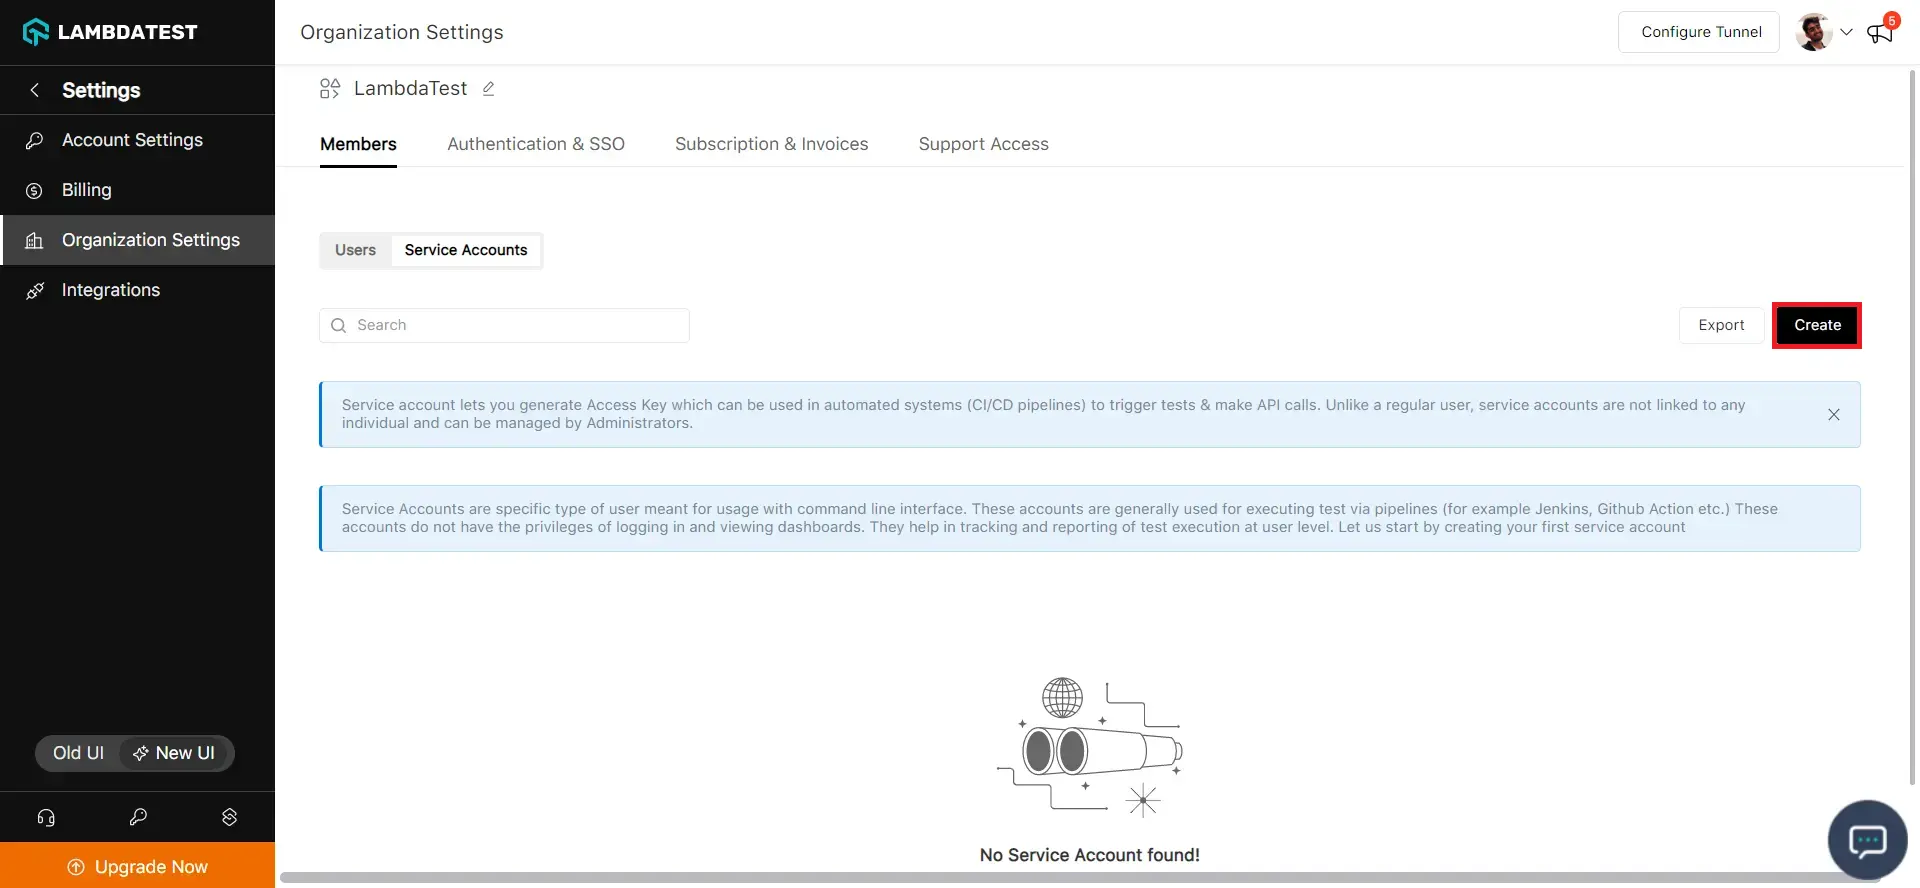 LAMBDATEST
Organization Settings
Configure Tunnel
5
Settings
LambdaTest
Account Settings
Members
Authentication & SSO
Subscription & Invoices
Support Access
Billing
Organization Settings
Users
Service Accounts
Integrations
Search
Export
Create
Service account lets you generate Access Key which can be used in automated systems (CI/CD pipelines) to trigger tests & make API calls. Unlike a regular user, service accounts are not linked to any
individual and can be managed by Administrators.
Service Accounts are specific type of user meant for usage with command line interface. These accounts are generally used for executing test via pipelines (for example Jenkins, Github Action etc.) These
accounts do not have the privileges of logging in and viewing dashboards. They help in tracking and reporting of test execution at user level. Let us start by creating your first service account
Old UI
New UI
No Service Account found!
Upgrade Now